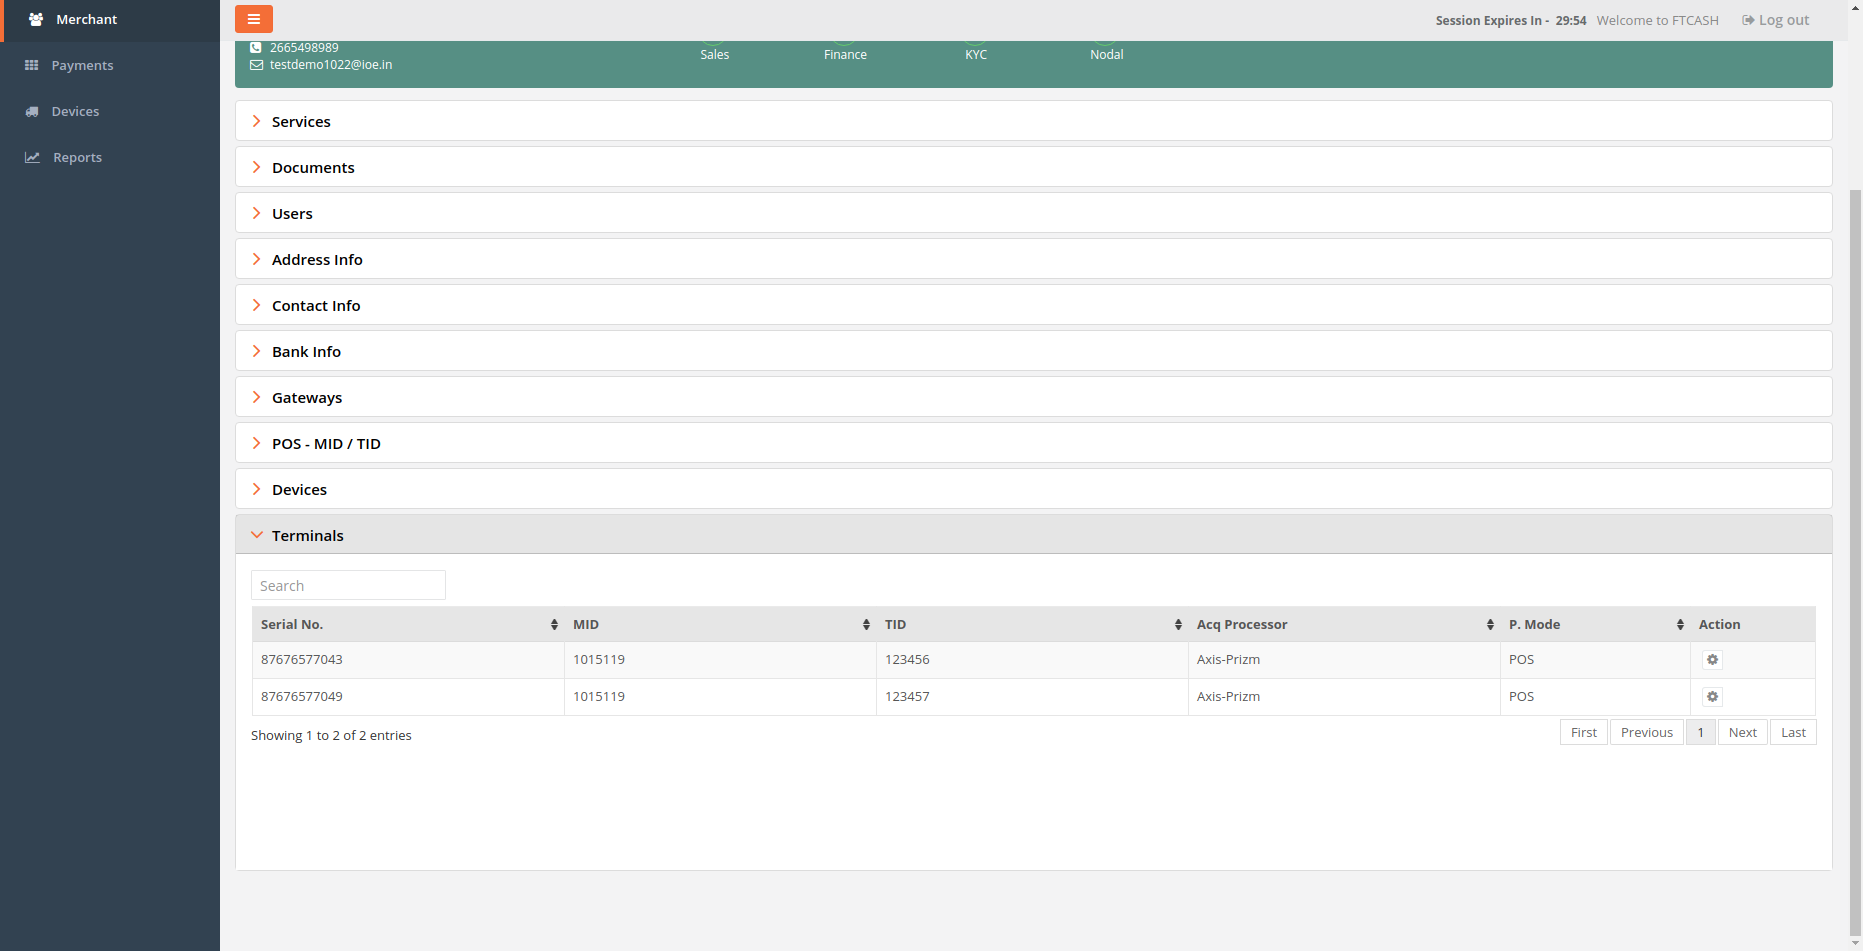 Merchant
Payments
Devices
Reports
Session Expires In - 29:54 Welcome to FTCASH Log out
2665498989
testdemo1022@ioe.in
Sales Finance KYC Nodal
Services
Documents
Users
Address Info
Contact Info
Bank Info
Gateways
POS - MID / TID
Devices
Terminals
Search
Serial No. MID TID Acq Processor P. Mode Action
87676577043 1015119 123456 Axis-Prizm POS
87676577049 1015119 123457 Axis-Prizm POS
Showing 1 to 2 of 2 entries
First Previous 1 Next Last